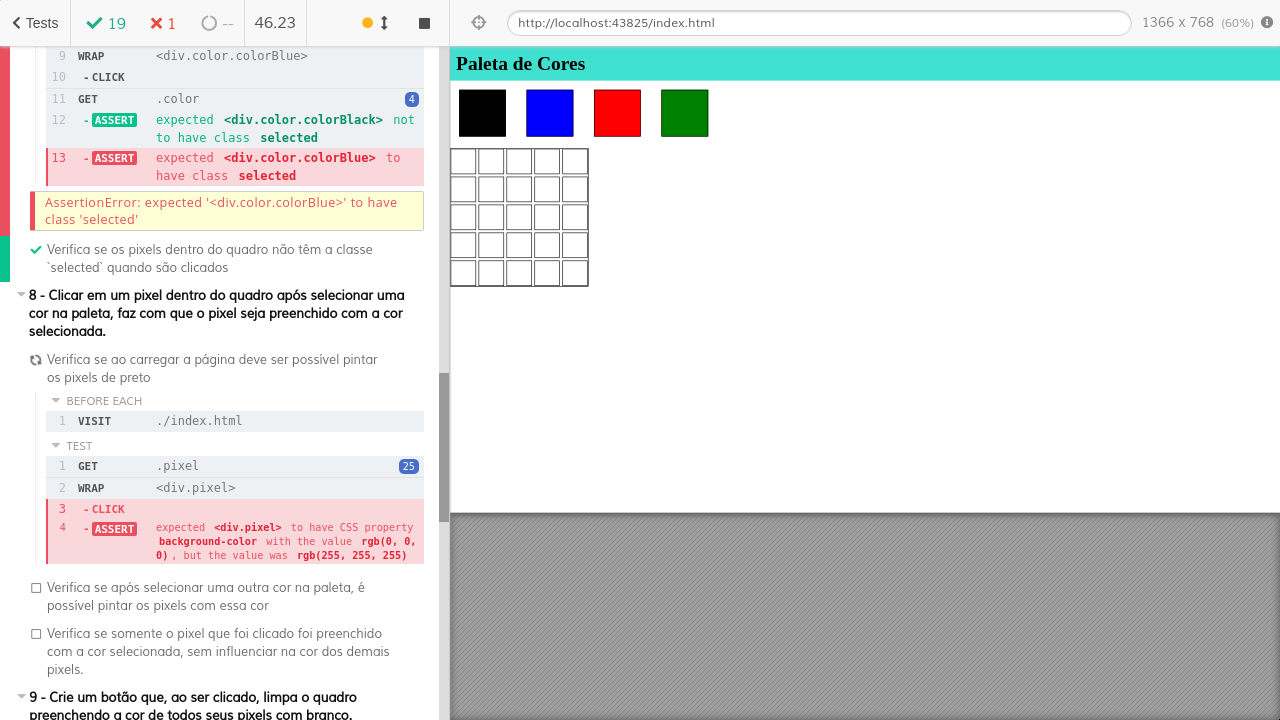 Tests
19
1
--
46.23
http://localhost:43825/index.html
1366 x 768 (60%)
9 WRAP <div.color.colorBlue>
10 -CLICK
11 GET .color 4
12 -ASSERT expected <div.color.colorBlack> not
to have class selected
13 -ASSERT expected <div.color.colorBlue> to
have class selected
AssertionError: expected '<div.color.colorBlue>' to have
class 'selected'
Verifica se os pixels dentro do quadro não têm a classe
`selected` quando são clicados
8 - Clicar em um pixel dentro do quadro após selecionar uma
cor na paleta, faz com que o pixel seja preenchido com a cor
selecionada.
Verifica se ao carregar a página deve ser possível pintar
os pixels de preto
BEFORE EACH
1 VISIT ./index.html
TEST
1 GET .pixel 25
2 WRAP <div.pixel>
3 -CLICK
4 -ASSERT expected <div.pixel> to have CSS property
background-color with the value rgb(0, 0,
0), but the value was rgb(255, 255, 255)
Verifica se após selecionar uma outra cor na paleta, é
possível pintar os pixels com essa cor
Verifica se somente o pixel que foi clicado foi preenchido
com a cor selecionada, sem influenciar na cor dos demais
pixels.
9 - Crie um botão que, ao ser clicado, limpa o quadro
preenchendo a cor de todos seus pixels com branco.
Paleta de Cores